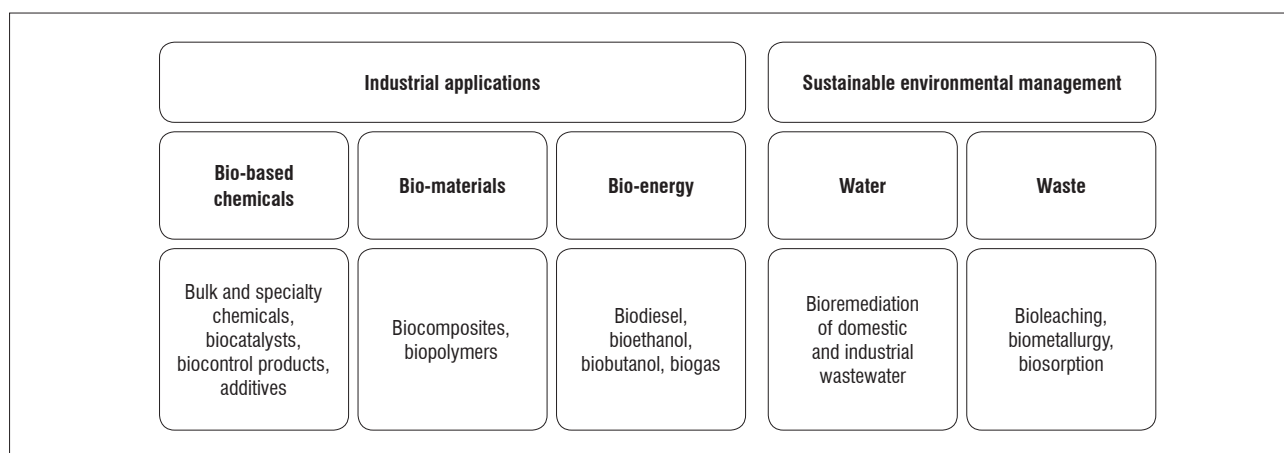 Industrial applications
Sustainable environmental management
Bio-based
chemicals
Bio-materials
Bio-energy
Water
Waste
Bulk and specialty
chemicals,
biocatalysts,
biocontrol products,
additives
Biocomposites,
biopolymers
Biodiesel,
bioethanol,
biobutanol, biogas
Bioremediation
of domestic
and industrial
wastewater
Bioleaching,
biometallurgy,
biosorption